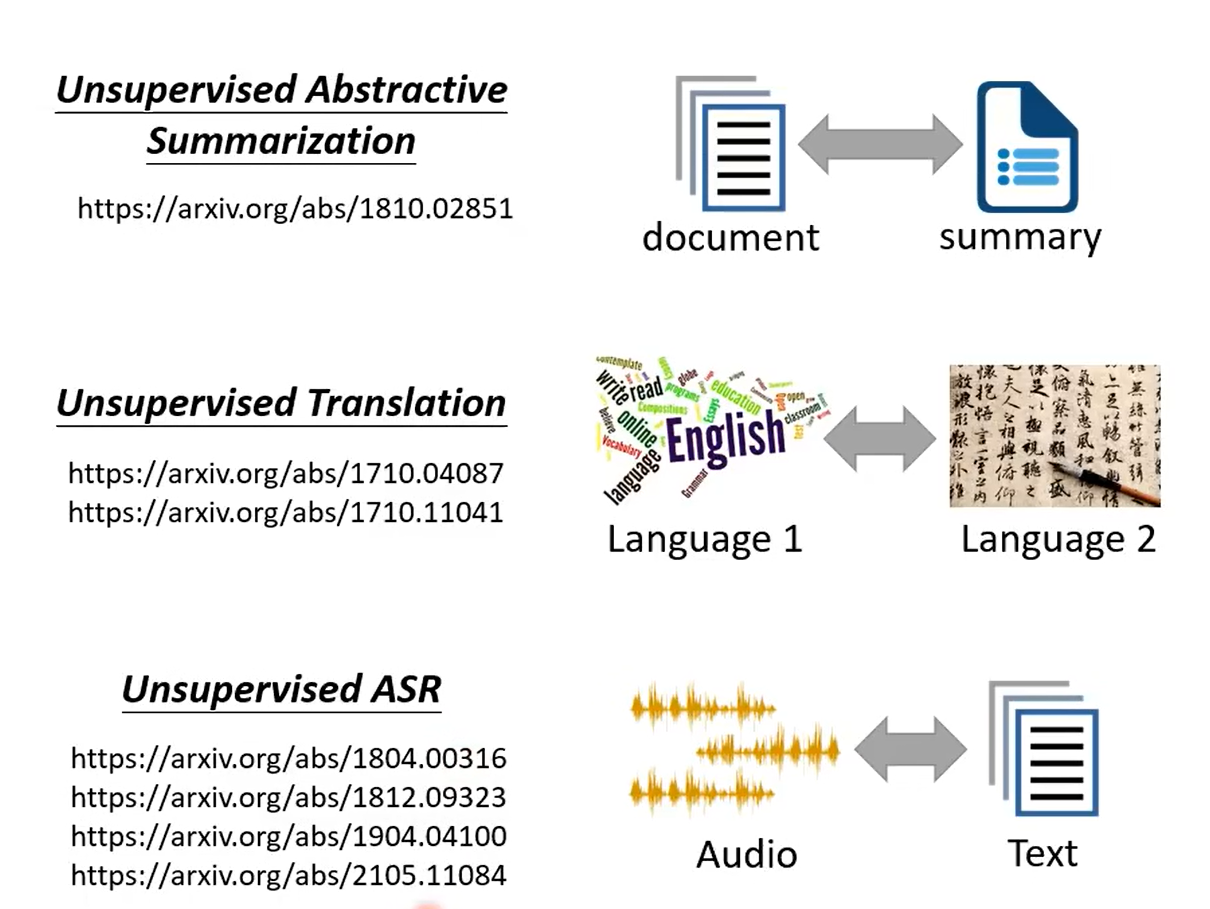 Unsupervised Abstractive
Summarization
https://arxiv.org/abs/1810.02851
document
summary
Unsupervised Translation
https://arxiv.org/abs/1710.04087
https://arxiv.org/abs/1710.11041
write
read
globe
programs
education
open
Compositions
Essays
classroom
believe
online
English
test
Vocabulary
language
Grammar
Language 1
Language 2
Unsupervised ASR
https://arxiv.org/abs/1804.00316
https://arxiv.org/abs/1812.09323
https://arxiv.org/abs/1904.04100
https://arxiv.org/abs/2105.11084
Audio
Text